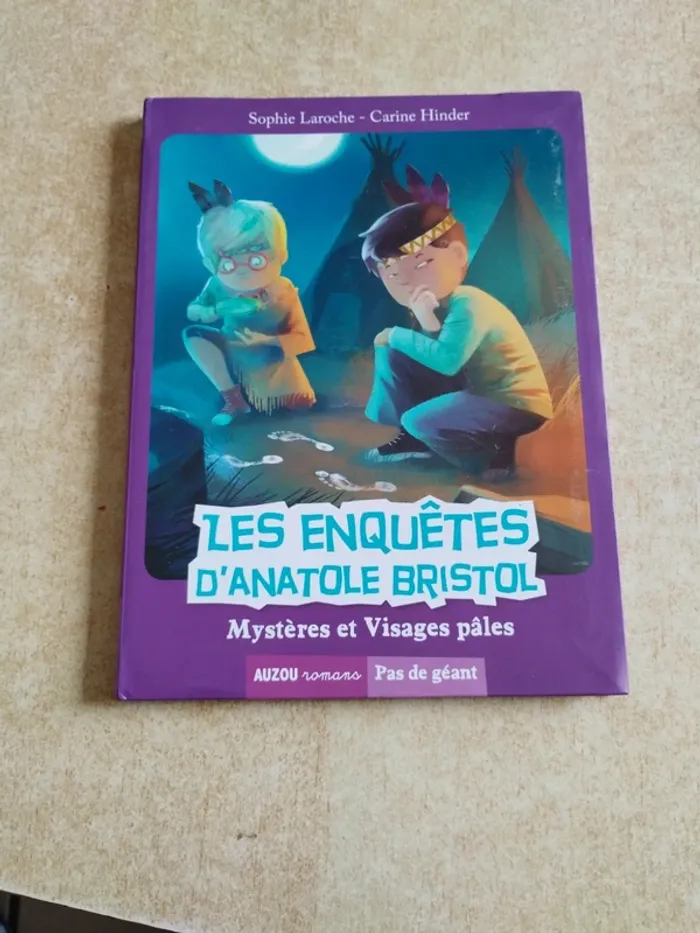 Sophie Laroche - Carine Hinder
LES ENQUÊTES
D'ANATOLE BRISTOL
Mystères et Visages pâles
AUZOU romans Pas de géant